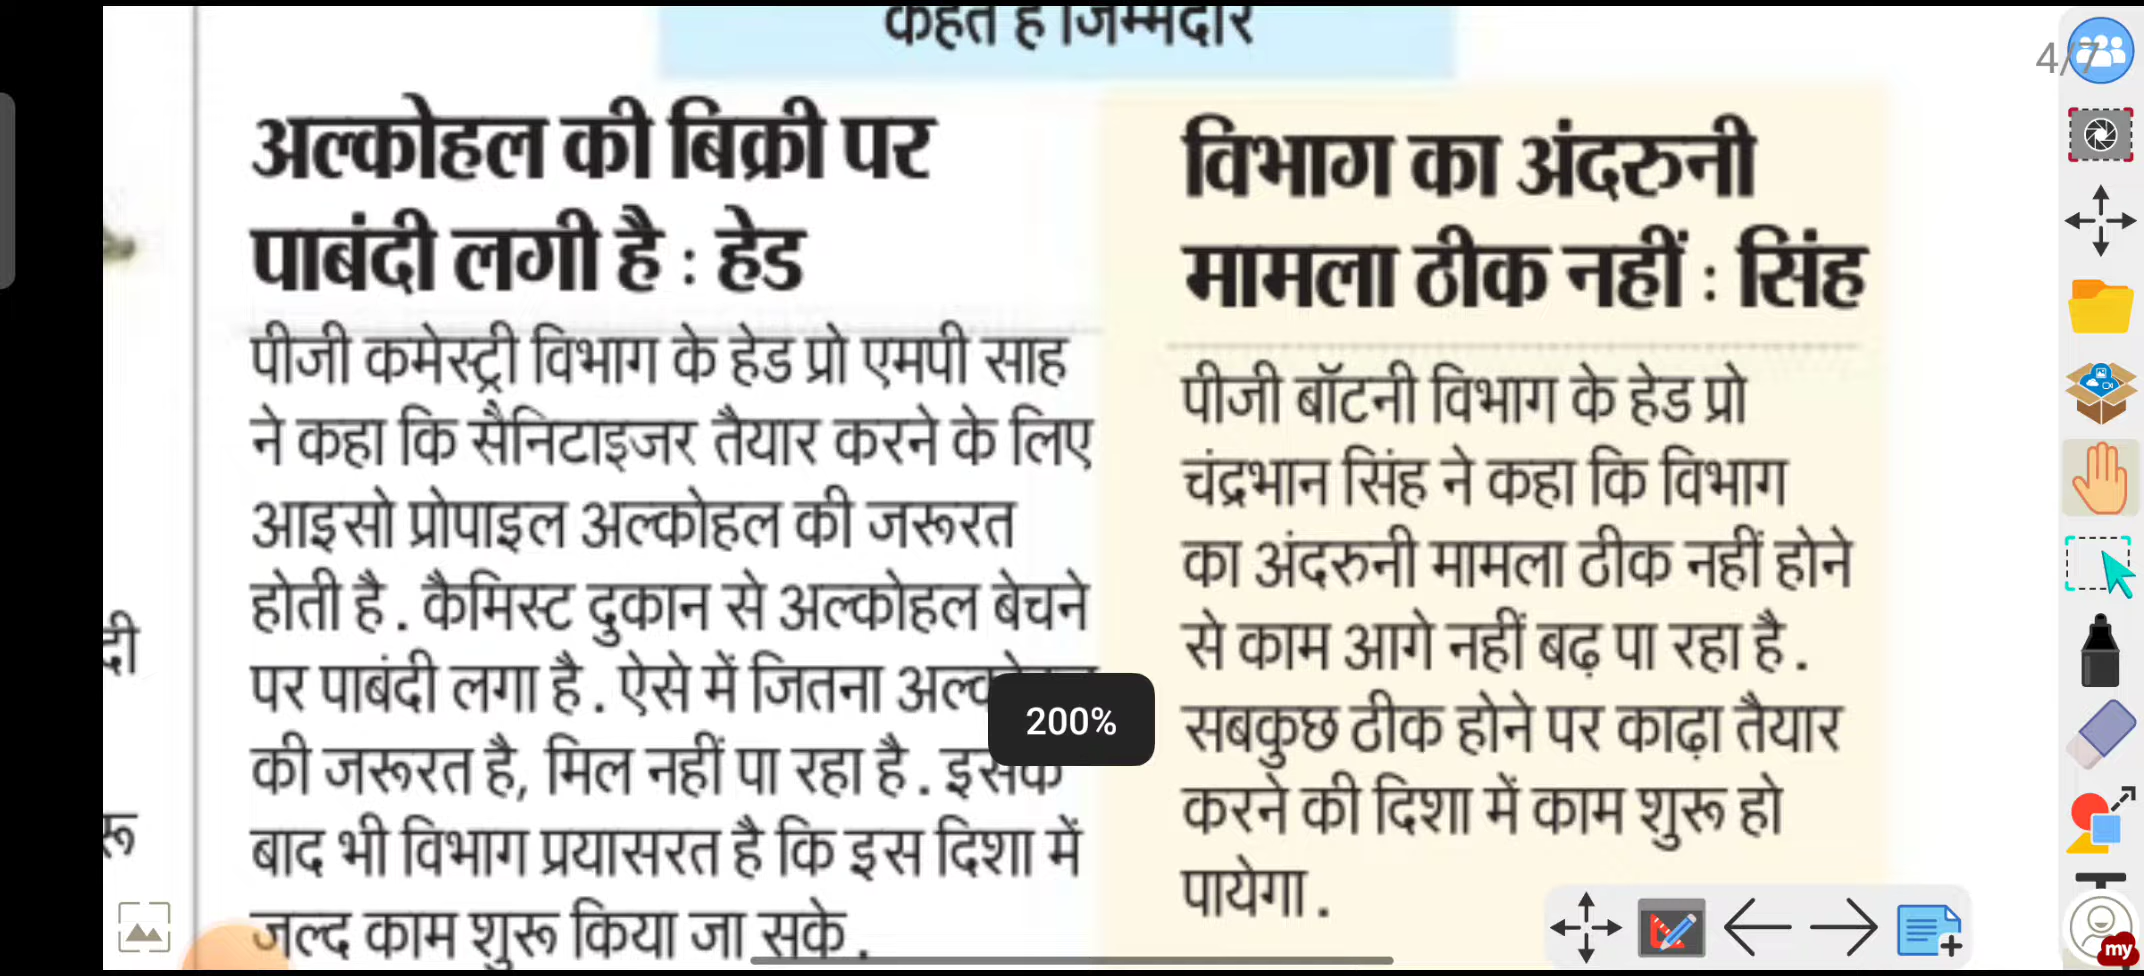 कहते हैं जिम्मेदार
4/7
अल्कोहल की बिक्री पर
पाबंदी लगी है : हेड
पीजी कमेस्ट्री विभाग के हेड प्रो एमपी साह
ने कहा कि सैनिटाइजर तैयार करने के लिए
आइसो प्रोपाइल अल्कोहल की जरूरत
होती है . कैमिस्ट दुकान से अल्कोहल बेचने
पर पाबंदी लगा है . ऐसे में जितना
की जरूरत है, मिल नहीं पा रहा है . इसके
बाद भी विभाग प्रयासरत है कि इस दिशा में
जल्द काम शुरू किया जा सके .
विभाग का अंदरुनी
मामला ठीक नहीं : सिंह
पीजी बॉटनी विभाग के हेड प्रो
चंद्रभान सिंह ने कहा कि विभाग
का अंदरुनी मामला ठीक नहीं होने
से काम आगे नहीं बढ़ पा रहा है .
सबकुछ ठीक होने पर काढ़ा तैयार
करने की दिशा में काम शुरू हो
पायेगा .
200%
दी
रू
my